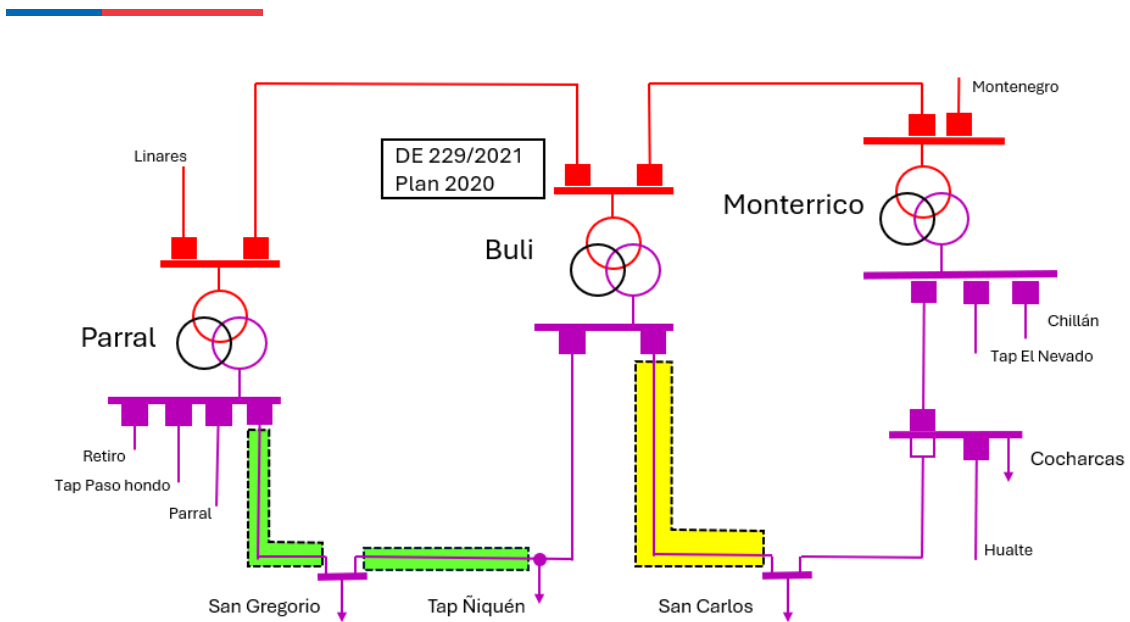 Montenegro
Linares
DE 229/2021
Plan 2020
Monterrico
Buli
Parral
Chillán
Tap El Nevado
Retiro
Tap Paso hondo
Parral
Cocharcas
Hualte
San Gregorio
Tap Ñiquén
San Carlos